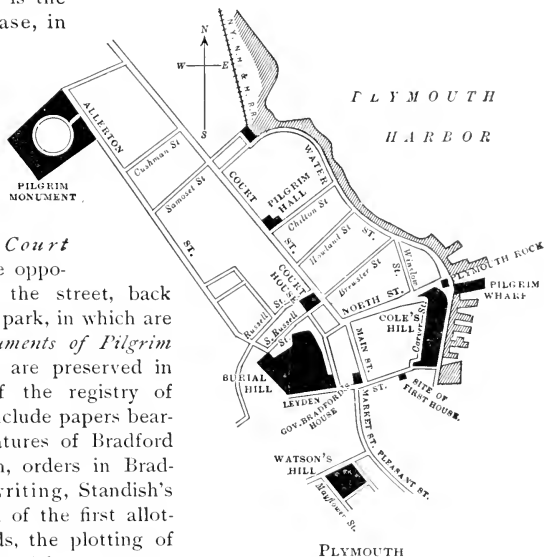 is the
ase, in
Court
e oppo-
the street, back
park, in which are
uments of Pilgrim
are preserved in
f the registry of
clude papers bear-
atures of Bradford
n, orders in Brad-
vriting, Standish's
of the first allot-
ds, the plotting of
N
W
E
S
N.Y. N.H. & H. R.R.
PLYMOUTH
HARBOR
ALLERTON
ST.
Cushman St
Samoset St
PILGRIM
MONUMENT
COURT
ST.
PILGRIM
HALL
WATER
ST.
Chilton St
Howland St
Brewster St
Winslow
St.
COURT
HOUSE
NORTH ST.
PLYMOUTH ROCK
PILGRIM
WHARF
COLE'S
HILL
Carver St.
Russell St.
S. Russell
St
MAIN ST.
BURIAL
HILL
LEYDEN
ST.
GOV. BRADFORD'S
HOUSE
SITE OF
FIRST HOUSE.
MARKET ST.
PLEASANT ST.
WATSON'S
HILL
Mayflower St.
PLYMOUTH